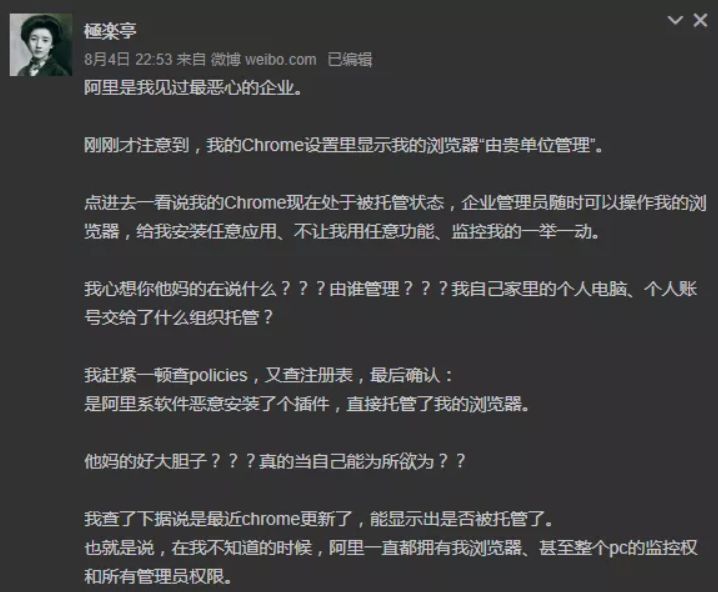 極楽亭
8月4日 22:53 来自 微博 weibo.com 已编辑
阿里是我见过最恶心的企业。
刚刚才注意到，我的Chrome设置里显示我的浏览器“由贵单位管理”。
点进去一看说我的Chrome现在处于被托管状态，企业管理员随时可以操作我的浏
览器，给我安装任意应用、不让我用任意功能、监控我的一举一动。
我心想你他妈的在说什么？？？由谁管理？？？我自己家里的个人电脑、个人账
号交给了什么组织托管？
我赶紧一顿查policies，又查注册表，最后确认：
是阿里系软件恶意安装了个插件，直接托管了我的浏览器。
他妈的好大胆子？？？真的当自己能为所欲为？？
我查了下据说是最近chrome更新了，能显示出是否被托管了。
也就是说，在我不知道的时候，阿里一直都拥有我浏览器、甚至整个pc的监控权
和所有管理员权限。